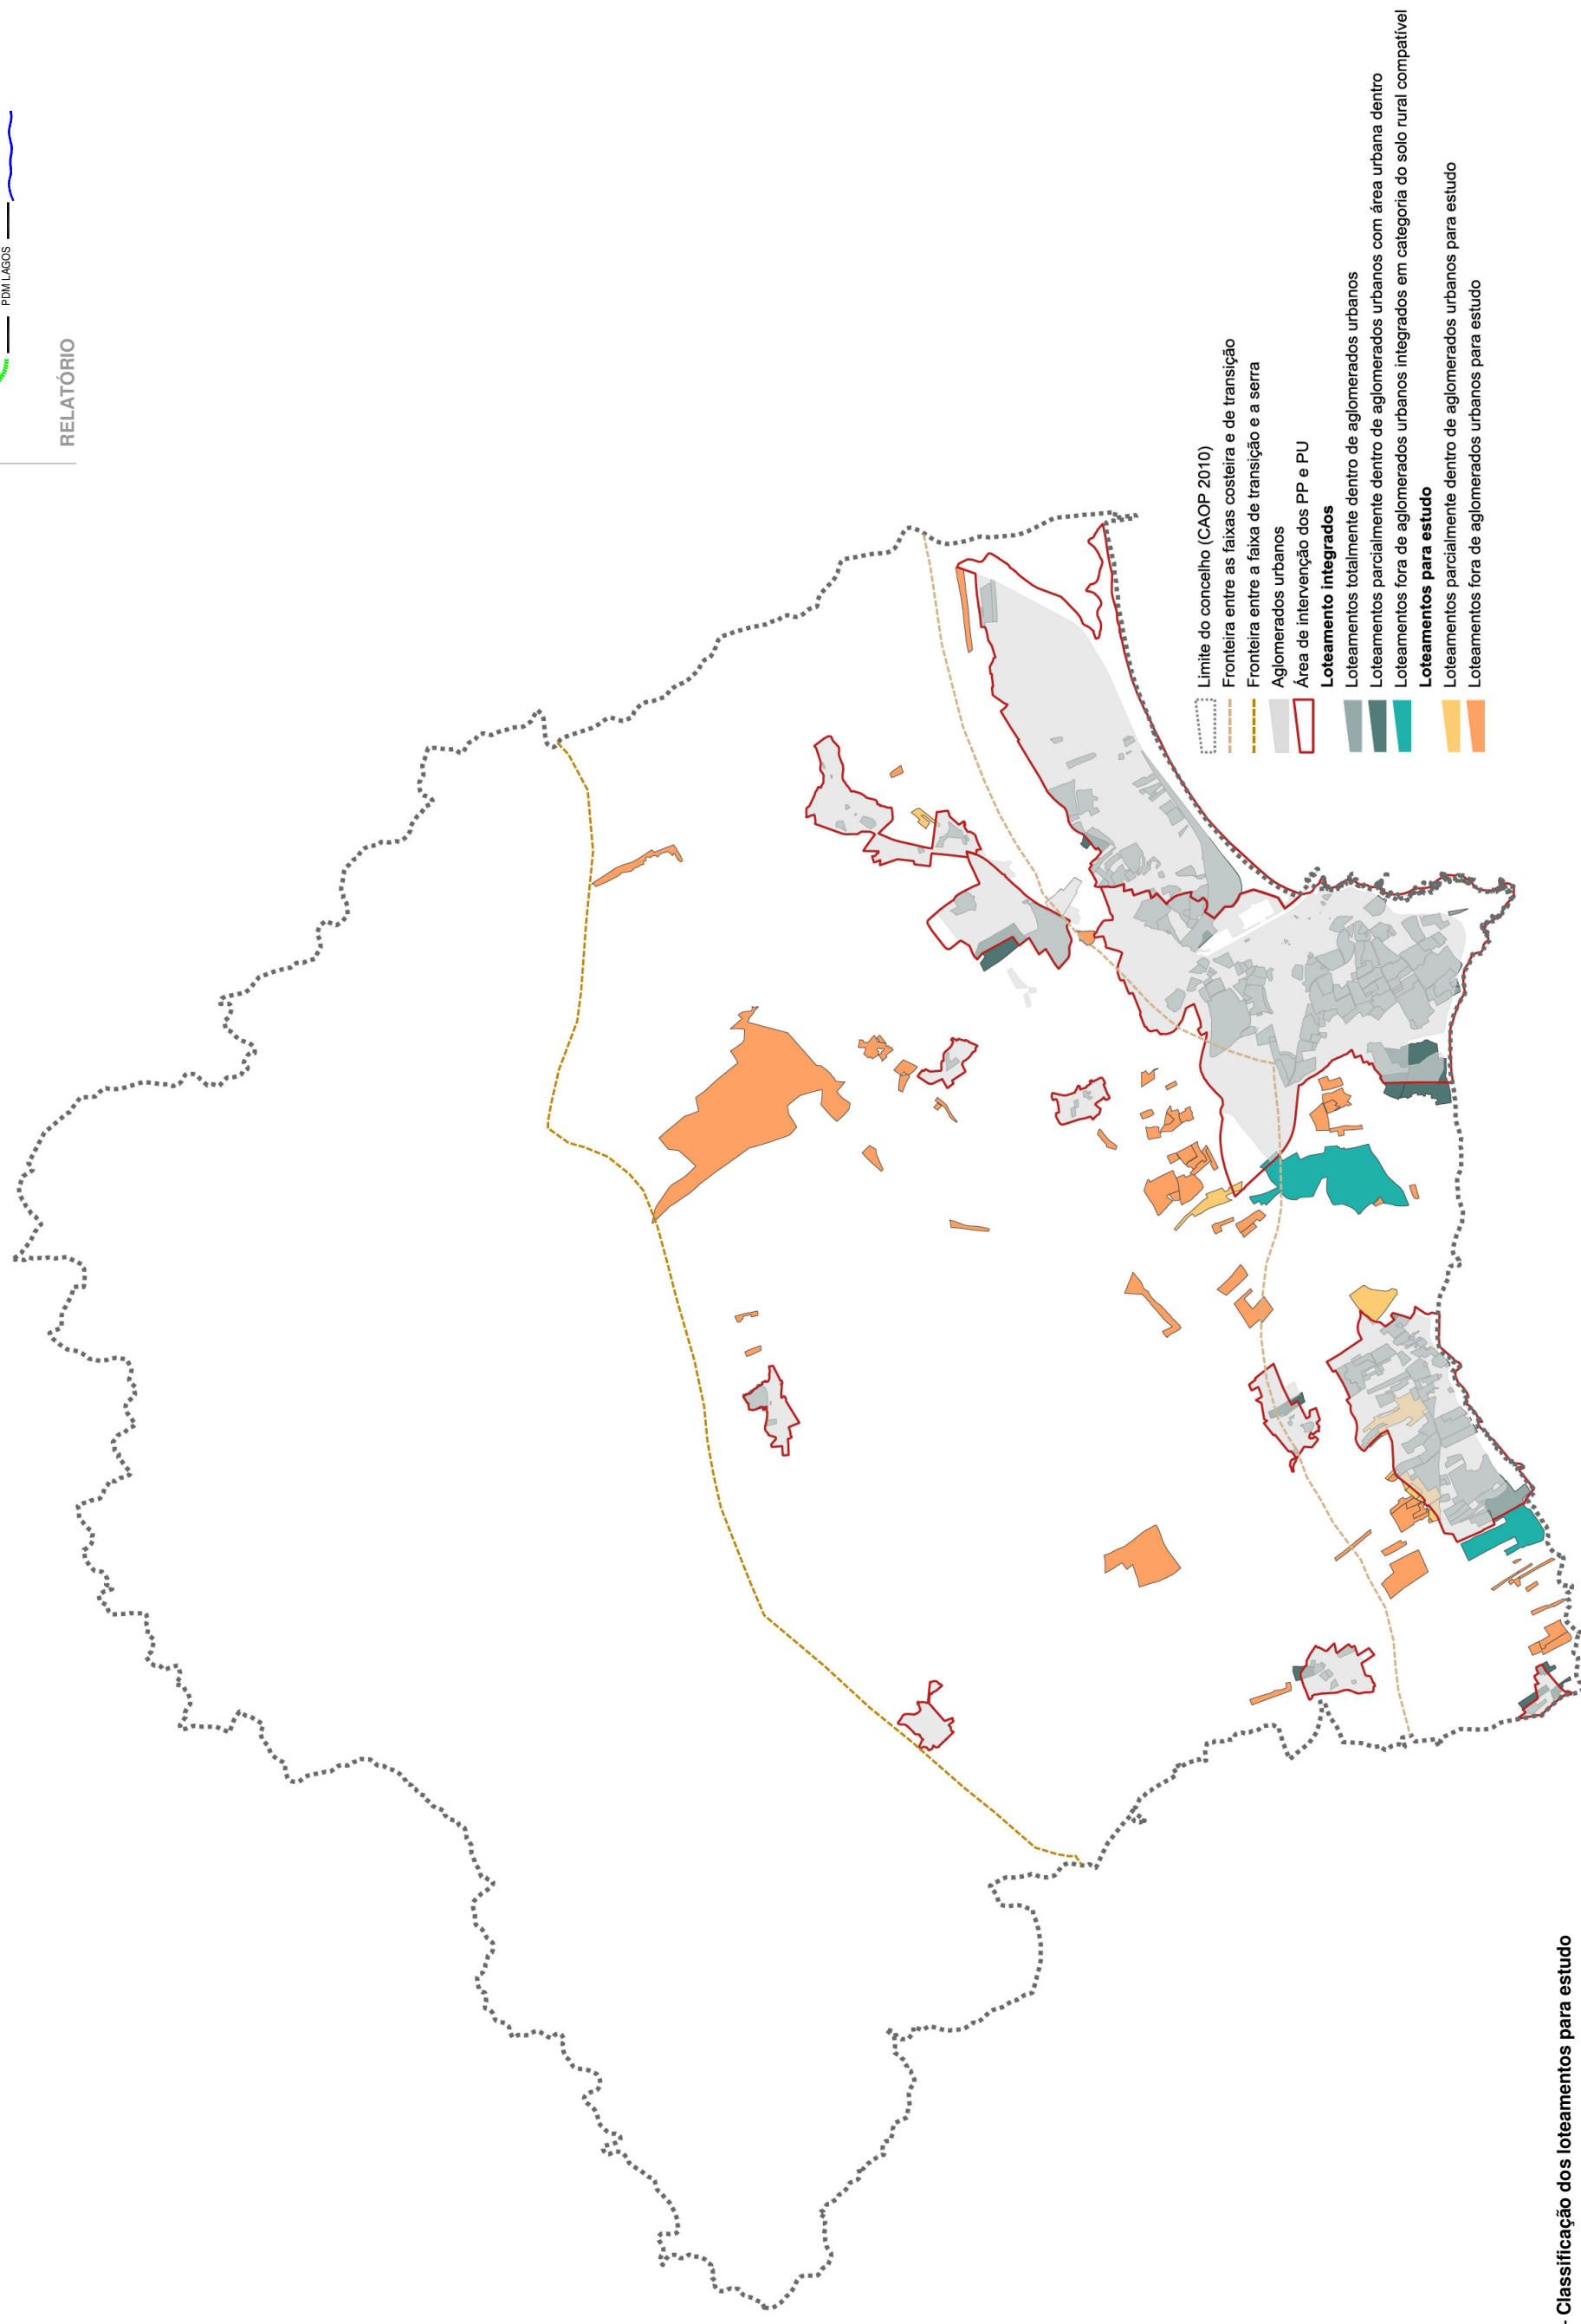 PDM LAGOS
RELATÓRIO
Limite do concelho (CAOP 2010)
Fronteira entre as faixas costeira e de transição
Fronteira entre a faixa de transição e a serra
Aglomerados urbanos
Área de intervenção dos PP e PU
Loteamento integrados
Loteamentos totalmente dentro de aglomerados urbanos
Loteamentos parcialmente dentro de aglomerados urbanos com área urbana dentro
Loteamentos fora de aglomerados urbanos integrados em categoria do solo rural compatível
Loteamentos para estudo
Loteamentos parcialmente dentro de aglomerados urbanos para estudo
Loteamentos fora de aglomerados urbanos para estudo
- Classificação dos loteamentos para estudo